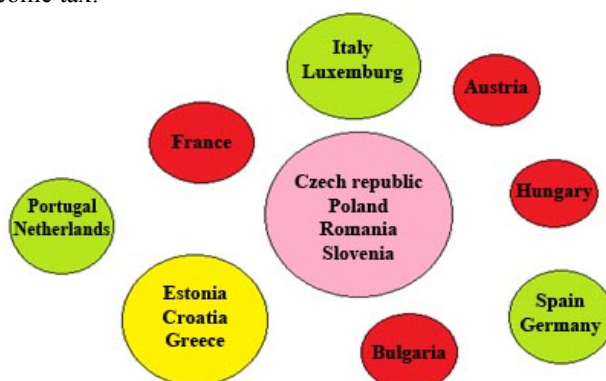 Italy
Luxemburg
Austria
France
Czech republic
Poland
Romania
Slovenia
Hungary
Portugal
Netherlands
Estonia
Croatia
Greece
Spain
Germany
Bulgaria